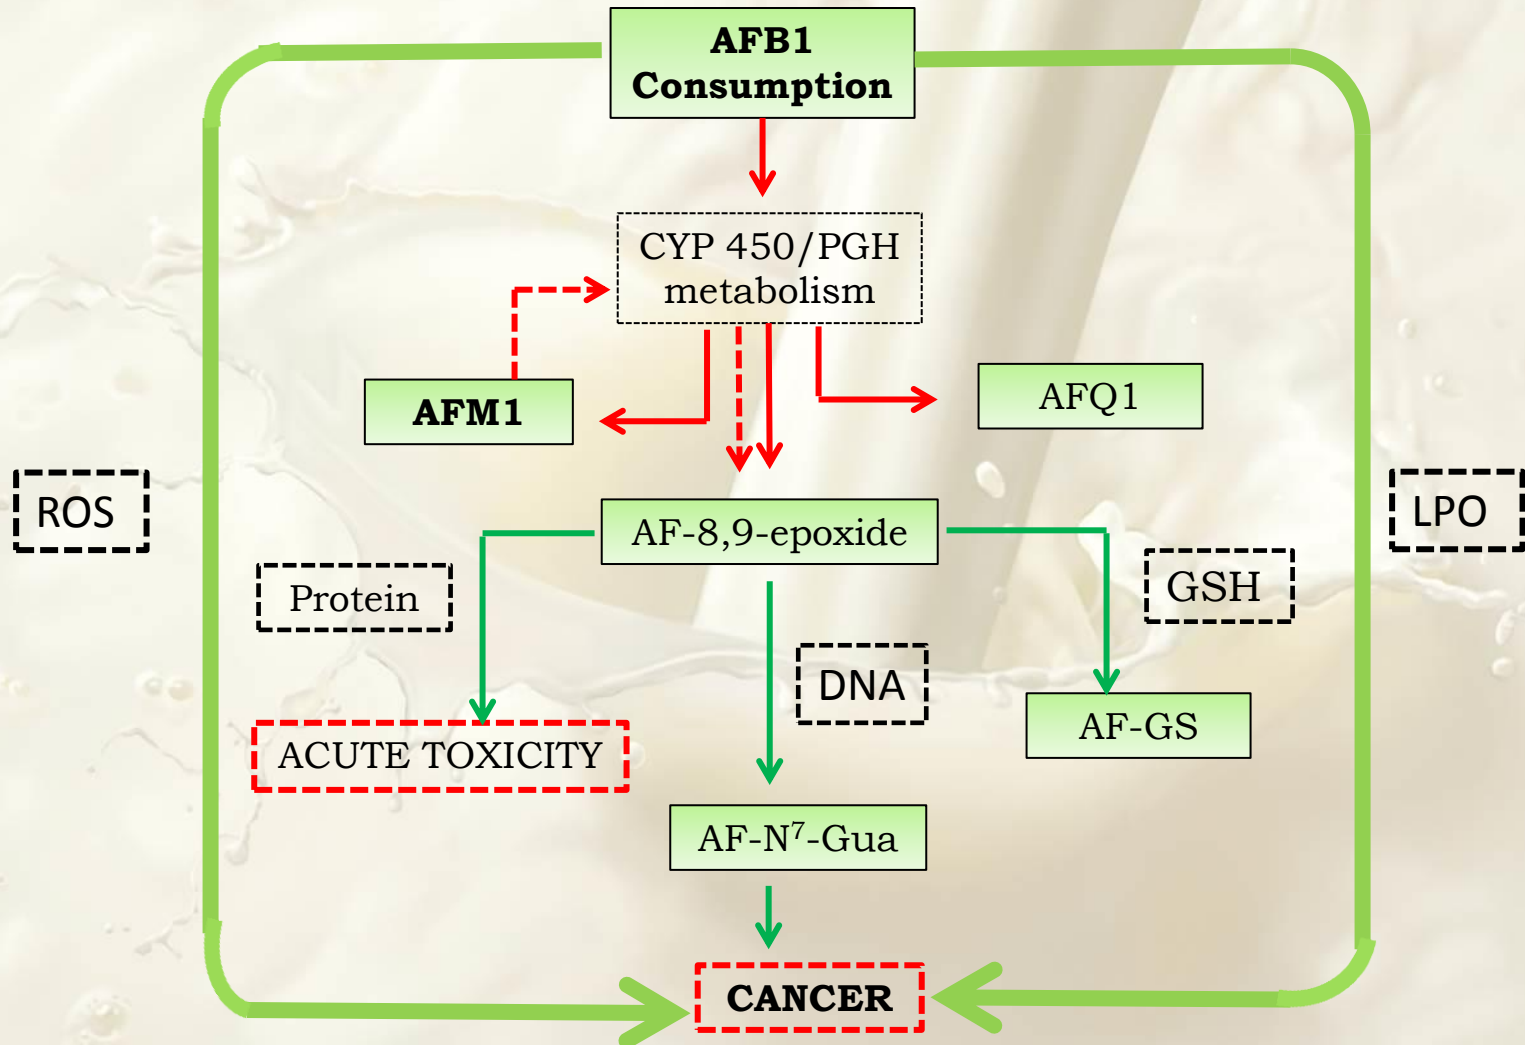 AFB1
Consumption
CYP 450/PGH
metabolism
AFM1
AFQ1
ROS
LPO
AF-8,9-epoxide
Protein
GSH
DNA
ACUTE TOXICITY
AF-GS
AF-N⁷-Gua
CANCER